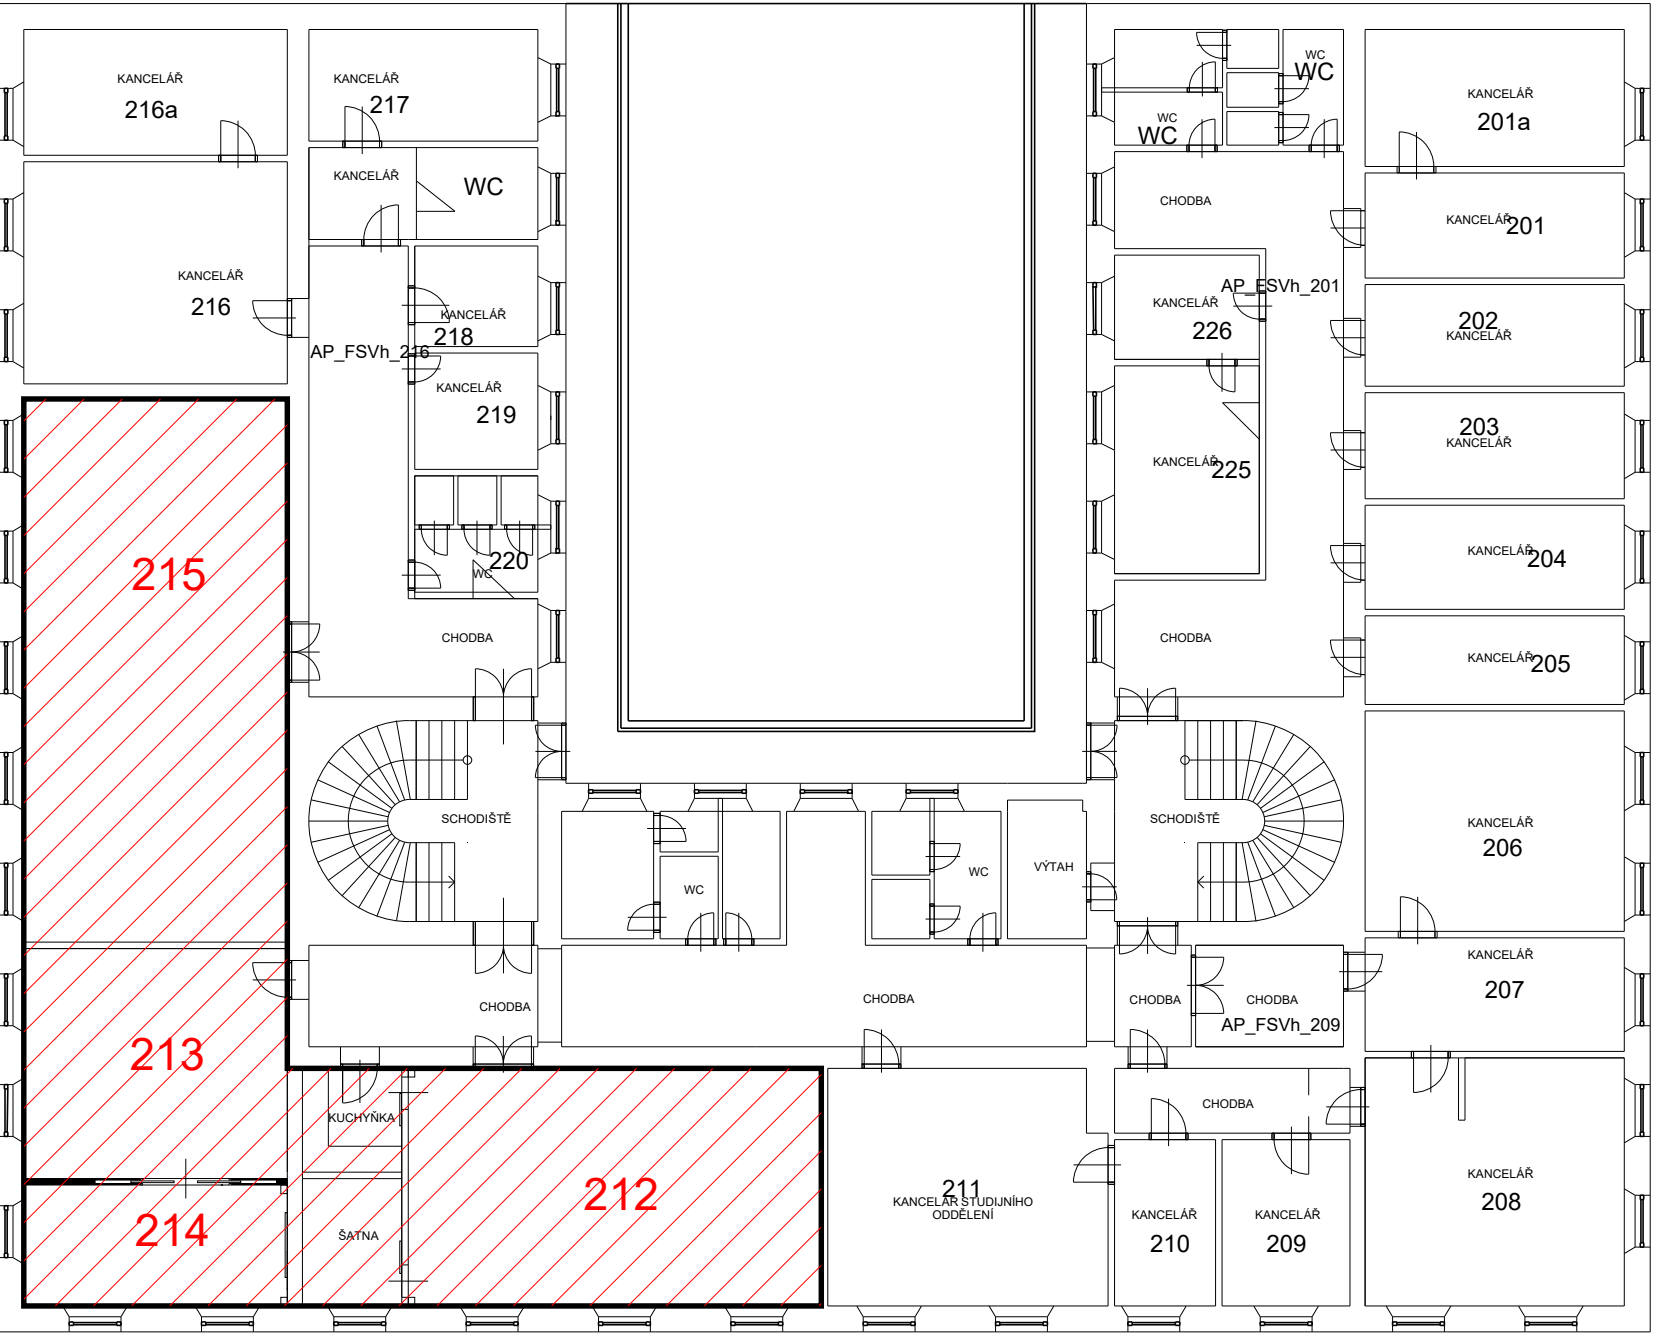 KANCELÁŘ
216a
KANCELÁŘ
217
KANCELÁŘ
WC
KANCELÁŘ
216
AP_FSVh_216
KANCELÁŘ
218
KANCELÁŘ
219
220
WC
CHODBA
215
213
214
KUCHYŇKA
ŠATNA
212
SCHODIŠTĚ
CHODBA
WC
WC
VÝTAH
CHODBA
SCHODIŠTĚ
CHODBA
CHODBA
AP_FSVh_209
WC
WC
WC
WC
CHODBA
AP_FSVh_201
KANCELÁŘ
226
KANCELÁŘ
225
CHODBA
KANCELÁŘ
201a
KANCELÁŘ
201
202
KANCELÁŘ
203
KANCELÁŘ
KANCELÁŘ
204
KANCELÁŘ
205
KANCELÁŘ
206
KANCELÁŘ
207
KANCELÁŘ
208
CHODBA
KANCELÁŘ
209
KANCELÁŘ
210
211
KANCELÁŘ STUDIJNÍHO
ODDĚLENÍ